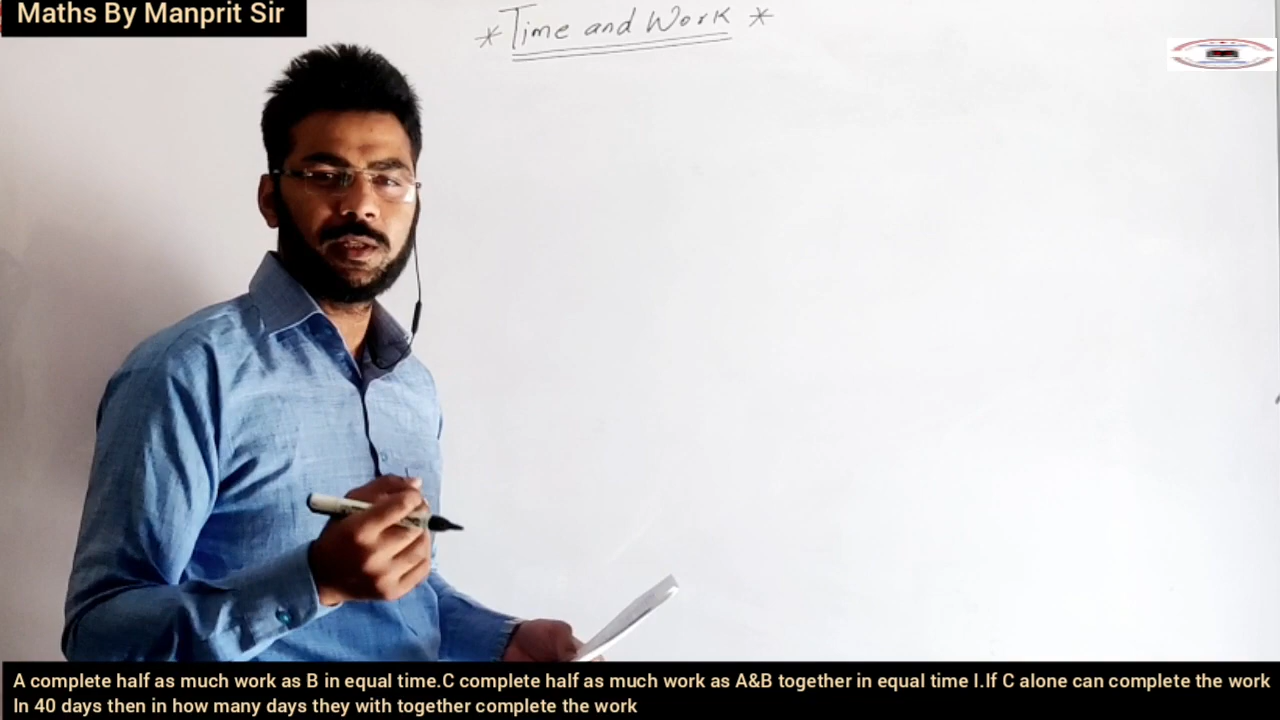 Maths By Manprit Sir
* Time and Work *
A complete half as much work as B in equal time.C complete half as much work as A&B together in equal time I.If C alone can complete the work
In 40 days then in how many days they with together complete the work